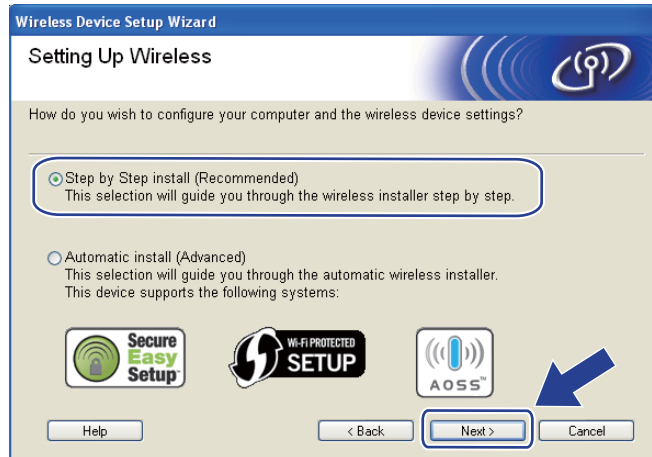 Wireless Device Setup Wizard
Setting Up Wireless
How do you wish to configure your computer and the wireless device settings?
Step by Step install (Recommended)
This selection will guide you through the wireless installer step by step.
Automatic install (Advanced)
This selection will guide you through the automatic wireless installer.
This device supports the following systems:
Secure
Easy
Setup™
Wi-Fi PROTECTED
SETUP
AOSS™
Help
< Back
Next >
Cancel